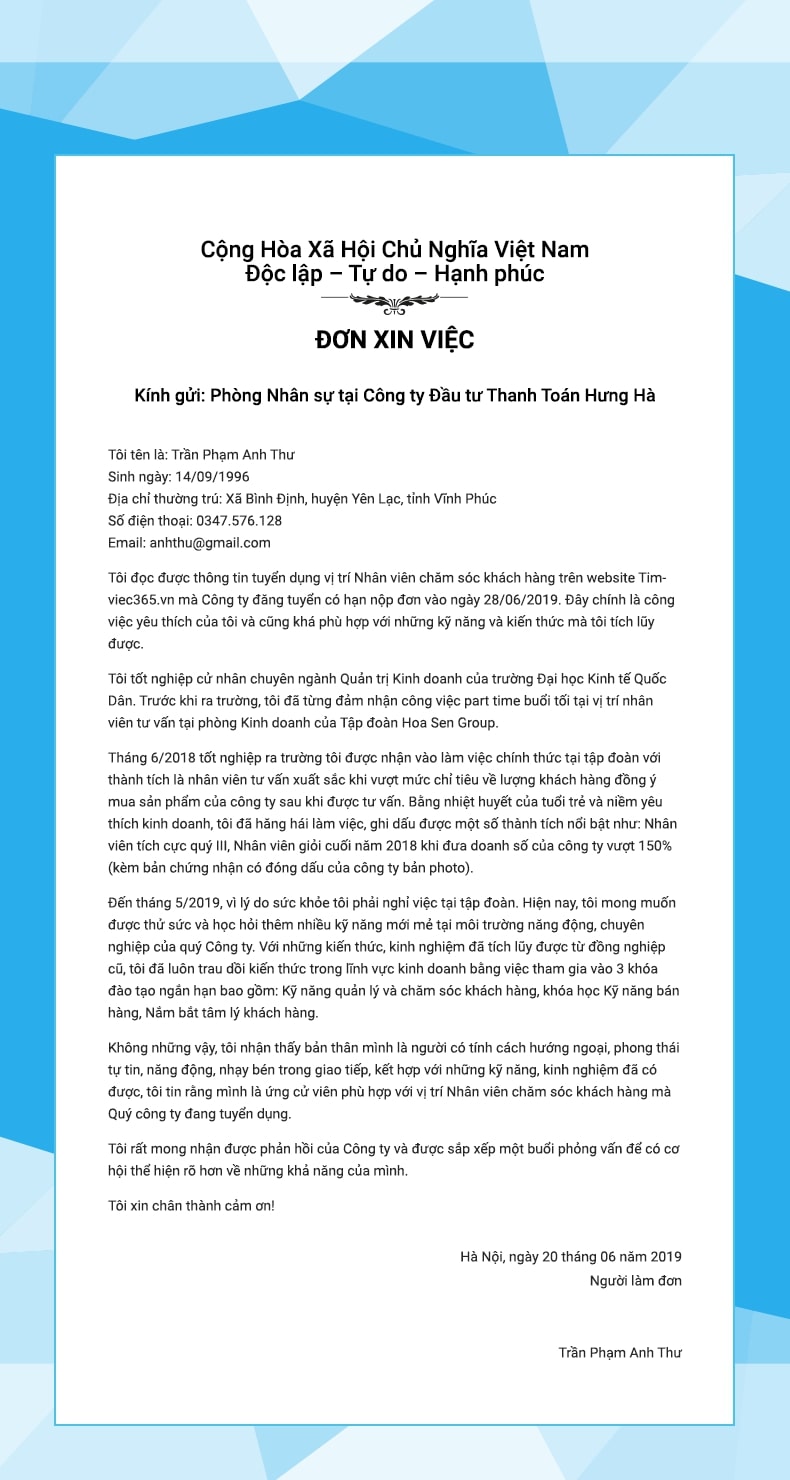 Cộng Hòa Xã Hội Chủ Nghĩa Việt Nam
Độc lập – Tự do – Hạnh phúc
ĐƠN XIN VIỆC
Kính gửi: Phòng Nhân sự tại Công ty Đầu tư Thanh Toán Hưng Hà
Tôi tên là: Trần Phạm Anh Thư
Sinh ngày: 14/09/1996
Địa chỉ thường trú: Xã Bình Định, huyện Yên Lạc, tỉnh Vĩnh Phúc
Số điện thoại: 0347.576.128
Email: anhthu@gmail.com
Tôi đọc được thông tin tuyển dụng vị trí Nhân viên chăm sóc khách hàng trên website Tim-
viec365.vn mà Công ty đăng tuyển có hạn nộp đơn vào ngày 28/06/2019. Đây chính là công
việc yêu thích của tôi và cũng khá phù hợp với những kỹ năng và kiến thức mà tôi tích lũy
được.
Tôi tốt nghiệp cử nhân chuyên ngành Quản trị Kinh doanh của trường Đại học Kinh tế Quốc
Dân. Trước khi ra trường, tôi đã từng đảm nhận công việc part time buổi tối tại vị trí nhân
viên tư vấn tại phòng Kinh doanh của Tập đoàn Hoa Sen Group.
Tháng 6/2018 tốt nghiệp ra trường tôi được nhận vào làm việc chính thức tại tập đoàn với
thành tích là nhân viên tư vấn xuất sắc khi vượt mức chỉ tiêu về lượng khách hàng đồng ý
mua sản phẩm của công ty sau khi được tư vấn. Bằng nhiệt huyết của tuổi trẻ và niềm yêu
thích kinh doanh, tôi đã hăng hái làm việc, ghi dấu được một số thành tích nổi bật như: Nhân
viên tích cực quý III, Nhân viên giỏi cuối năm 2018 khi đưa doanh số của công ty vượt 150%
(kèm bản chứng nhận có đóng dấu của công ty bản photo).
Đến tháng 5/2019, vì lý do sức khỏe tôi phải nghỉ việc tại tập đoàn. Hiện nay, tôi mong muốn
được thử sức và học hỏi thêm nhiều kỹ năng mới mẻ tại môi trường năng động, chuyên
nghiệp của quý Công ty. Với những kiến thức, kinh nghiệm đã tích lũy được từ đồng nghiệp
cũ, tôi đã luôn trau dồi kiến thức trong lĩnh vực kinh doanh bằng việc tham gia vào 3 khóa
đào tạo ngắn hạn bao gồm: Kỹ năng quản lý và chăm sóc khách hàng, khóa học Kỹ năng bán
hàng, Nắm bắt tâm lý khách hàng.
Không những vậy, tôi nhận thấy bản thân mình là người có tính cách hướng ngoại, phong thái
tự tin, năng động, nhạy bén trong giao tiếp, kết hợp với những kỹ năng, kinh nghiệm đã có
được, tôi tin rằng mình là ứng cử viên phù hợp với vị trí Nhân viên chăm sóc khách hàng mà
Quý công ty đang tuyển dụng.
Tôi rất mong nhận được phản hồi của Công ty và được sắp xếp một buổi phỏng vấn để có cơ
hội thể hiện rõ hơn về những khả năng của mình.
Tôi xin chân thành cảm ơn!
Hà Nội, ngày 20 tháng 06 năm 2019
Người làm đơn
Trần Phạm Anh Thư